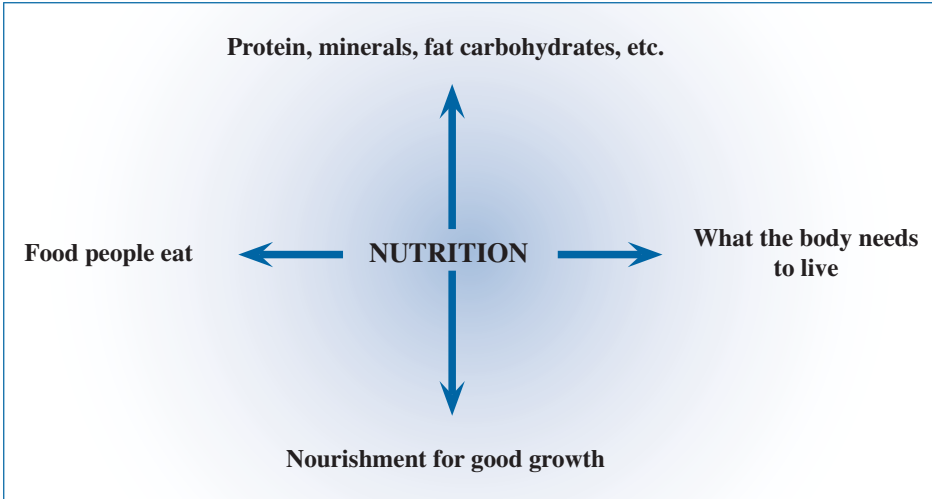 Protein, minerals, fat carbohydrates, etc.
Food people eat
NUTRITION
What the body needs
to live
Nourishment for good growth